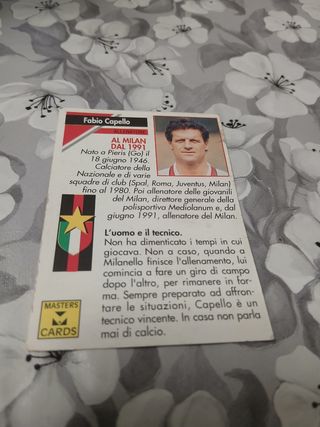 Fabio Capello
ALLENATORE
AL MILAN
DAL 1991
Nato a Pieris (Go) il
18 giugno 1946.
Calciatore della
Nazionale e di varie
squadre di club (Spal, Roma, Juventus, Milan)
fino al 1980. Poi allenatore delle giovanili
del Milan, direttore generale della
polisportiva Mediolanum e, dal
giugno 1991, allenatore del Milan.
L'uomo e il tecnico.
Non ha dimenticato i tempi in cui
giocava. Non a caso, quando a
Milanello finisce l'allenamento, lui
comincia a fare un giro di campo
dopo l'altro, per rimanere in for-
ma. Sempre preparato ad affron-
tare le situazioni, Capello è un
tecnico vincente. In casa non parla
mai di calcio.
MASTERS
CARDS